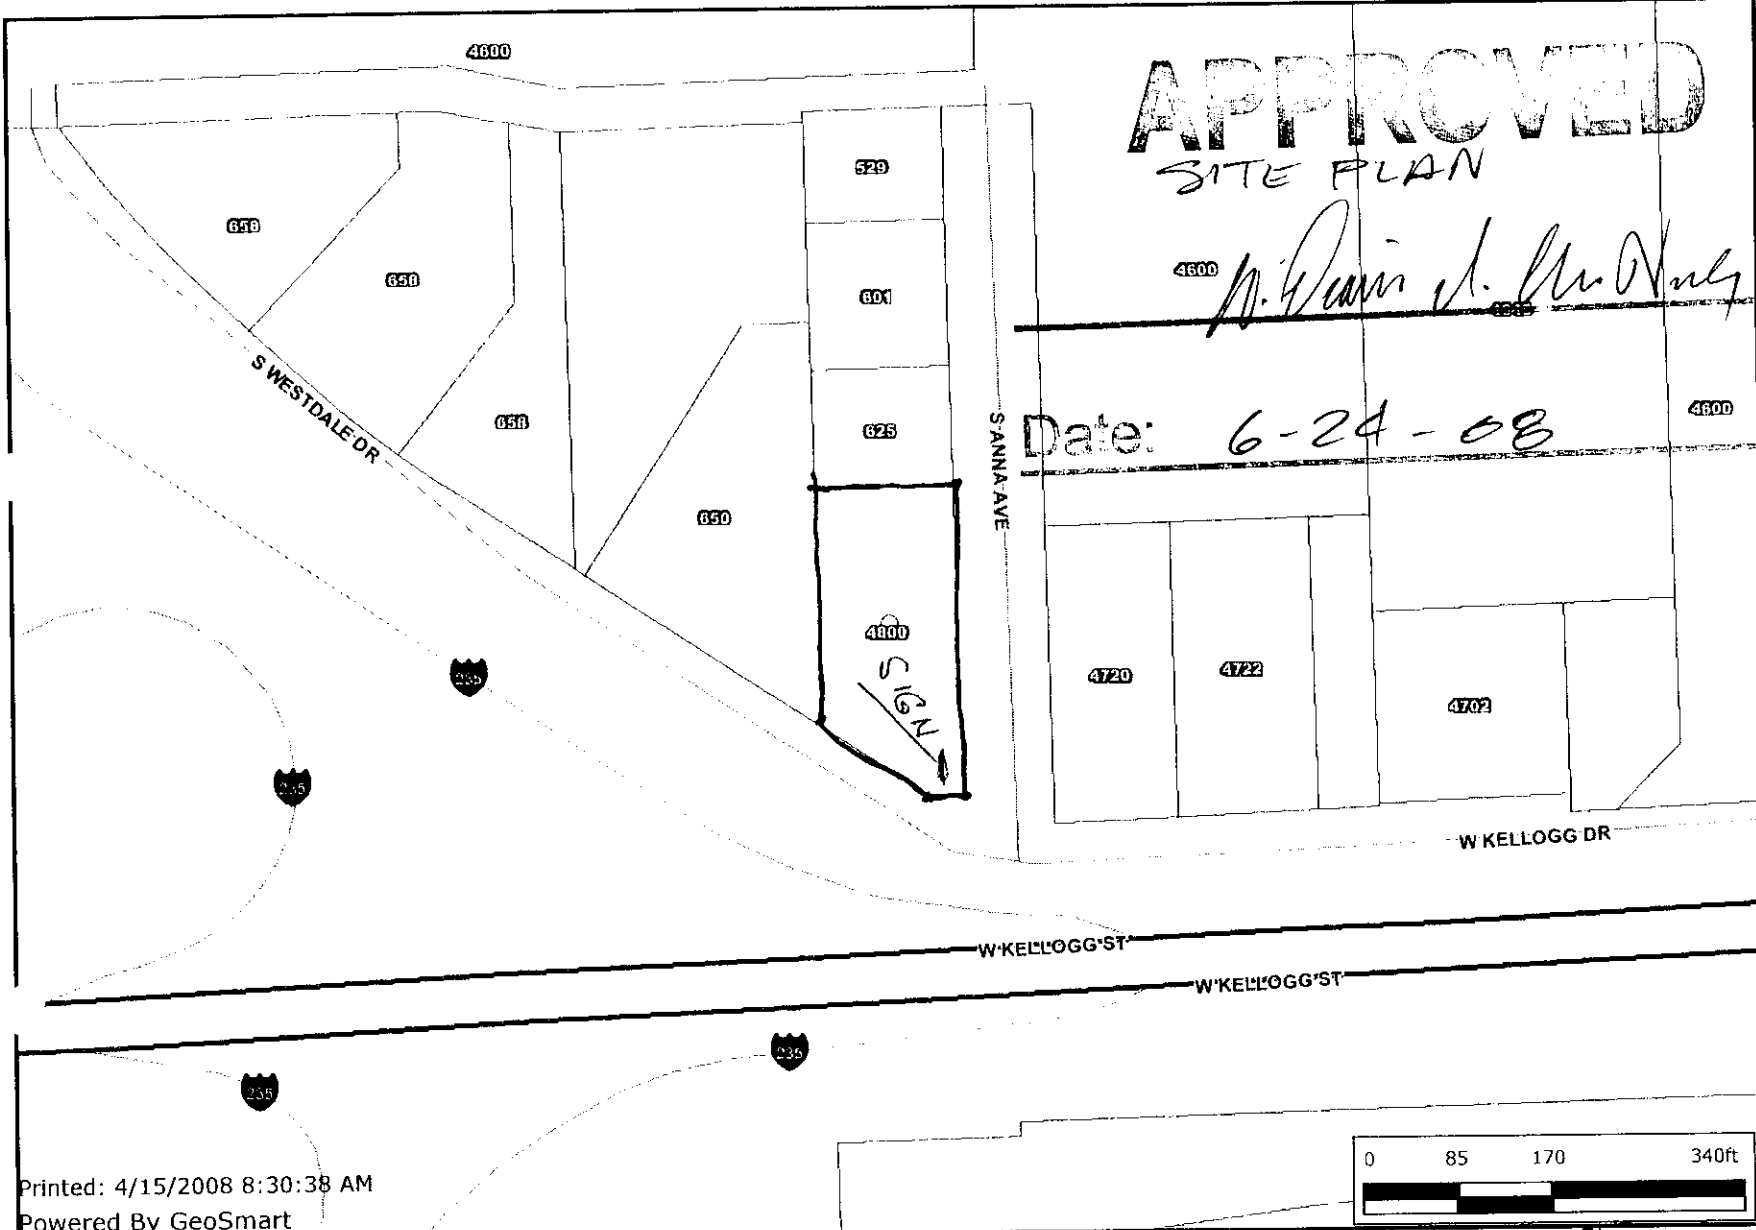 4600
APPROVED
SITE PLAN
529
658
4600
658
601
S WESTDALE DR
4600
Date: 6-24-08
658
625
S ANNA AVE
650
4800
SIGN
235
4720
4722
4702
235
W KELLOGG DR
W KELLOGG ST
W KELLOGG ST
235
235
0 85 170 340ft
Printed: 4/15/2008 8:30:38 AM
Powered By GeoSmart